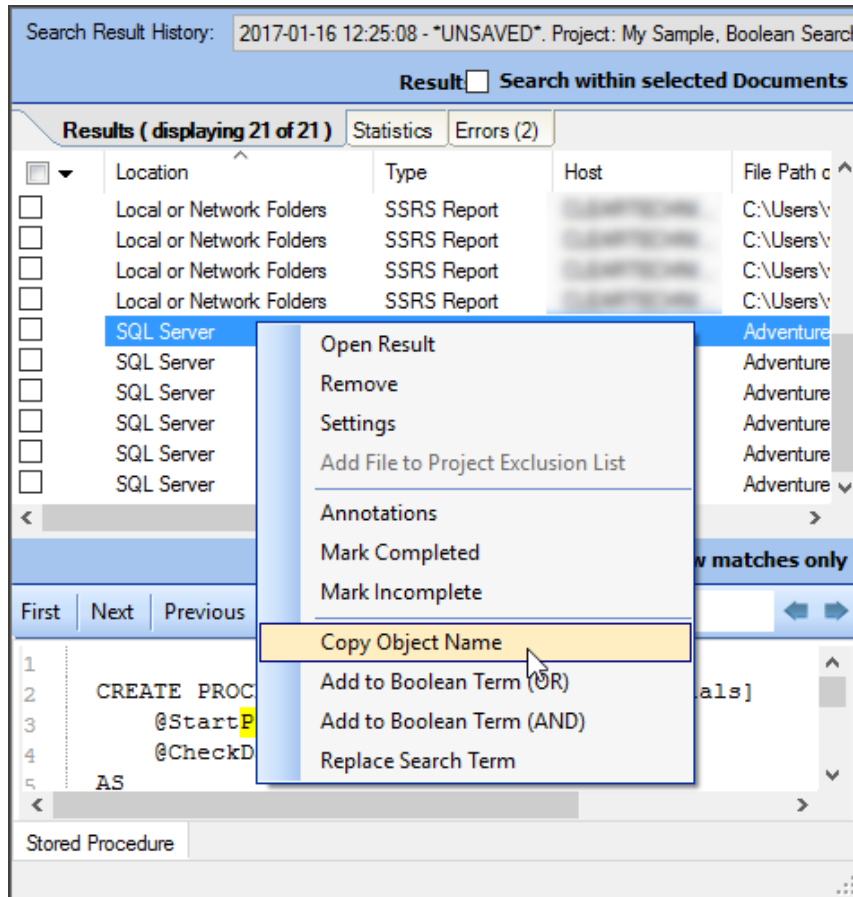 Search Result History: 2017-01-16 12:25:08 - *UNSAVED*. Project: My Sample, Boolean Search
Result: Search within selected Documents
Results ( displaying 21 of 21 ) Statistics Errors (2)
Location Type Host File Path
Local or Network Folders SSRS Report C:\Users\
Local or Network Folders SSRS Report C:\Users\
Local or Network Folders SSRS Report C:\Users\
Local or Network Folders SSRS Report C:\Users\
SQL Server Adventure
SQL Server Adventure
SQL Server Adventure
SQL Server Adventure
SQL Server Adventure
SQL Server Adventure
Open Result
Remove
Settings
Add File to Project Exclusion List
Annotations
Mark Completed
Mark Incomplete
Copy Object Name
Add to Boolean Term (OR)
Add to Boolean Term (AND)
Replace Search Term
matches only
First Next Previous
1
2 CREATE PROC als]
3 @StartP
4 @CheckD
5 AS
Stored Procedure